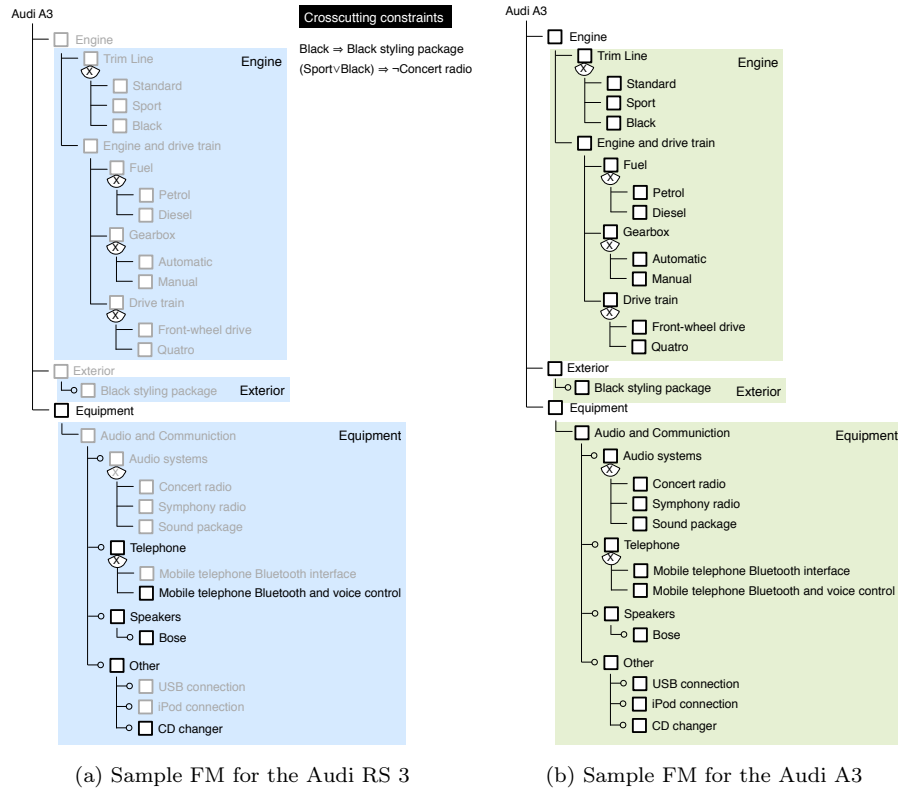 Audi A3
Engine
Engine
Trim Line
X
Standard
Sport
Black
Engine and drive train
Fuel
X
Petrol
Diesel
Gearbox
X
Automatic
Manual
Drive train
X
Front-wheel drive
Quatro
Exterior
Black styling package
Exterior
Equipment
Equipment
Audio and Communiction
Audio systems
X
Concert radio
Symphony radio
Sound package
Telephone
X
Mobile telephone Bluetooth interface
Mobile telephone Bluetooth and voice control
Speakers
Bose
Other
USB connection
iPod connection
CD changer
(a) Sample FM for the Audi RS 3
Crosscutting constraints
Black ⇒ Black styling package
(Sport∨Black) ⇒ ¬Concert radio
Audi A3
Engine
Trim Line
Engine
X
Standard
Sport
Black
Engine and drive train
Fuel
X
Petrol
Diesel
Gearbox
X
Automatic
Manual
Drive train
X
Front-wheel drive
Quatro
Exterior
Black styling package
Exterior
Equipment
Audio and Communiction
Equipment
Audio systems
X
Concert radio
Symphony radio
Sound package
Telephone
X
Mobile telephone Bluetooth interface
Mobile telephone Bluetooth and voice control
Speakers
Bose
Other
USB connection
iPod connection
CD changer
(b) Sample FM for the Audi A3